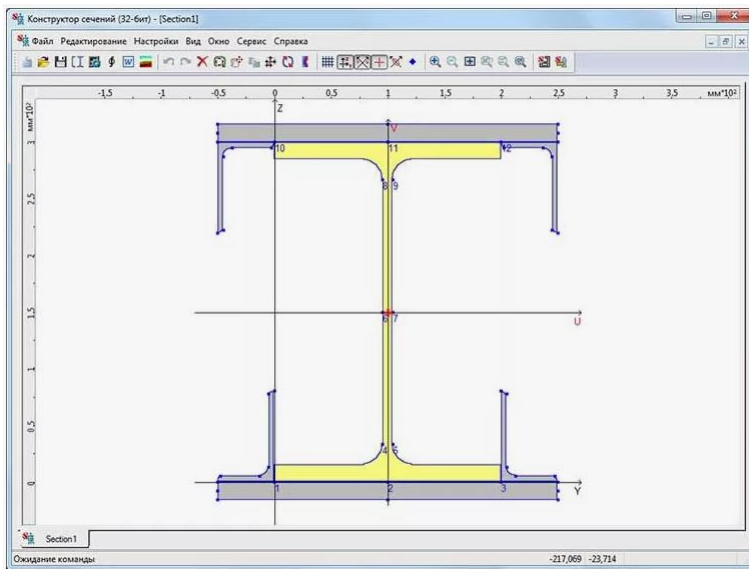 Конструктор сечений (32-бит) - [Section1]
Файл Редактирование Настройки Вид Окно Сервис Справка
-1,5 -1 -0,5 0 0,5 1 1,5 2 2,5 3 3,5 мм*10²
мм*10²
Z
V
3
10 11 12
8 9
2,5
2
1,5
6 7
U
1
0,5
4 5
0
1 2 3 Y
Section1
Ожидание команды -217,069 -23,714